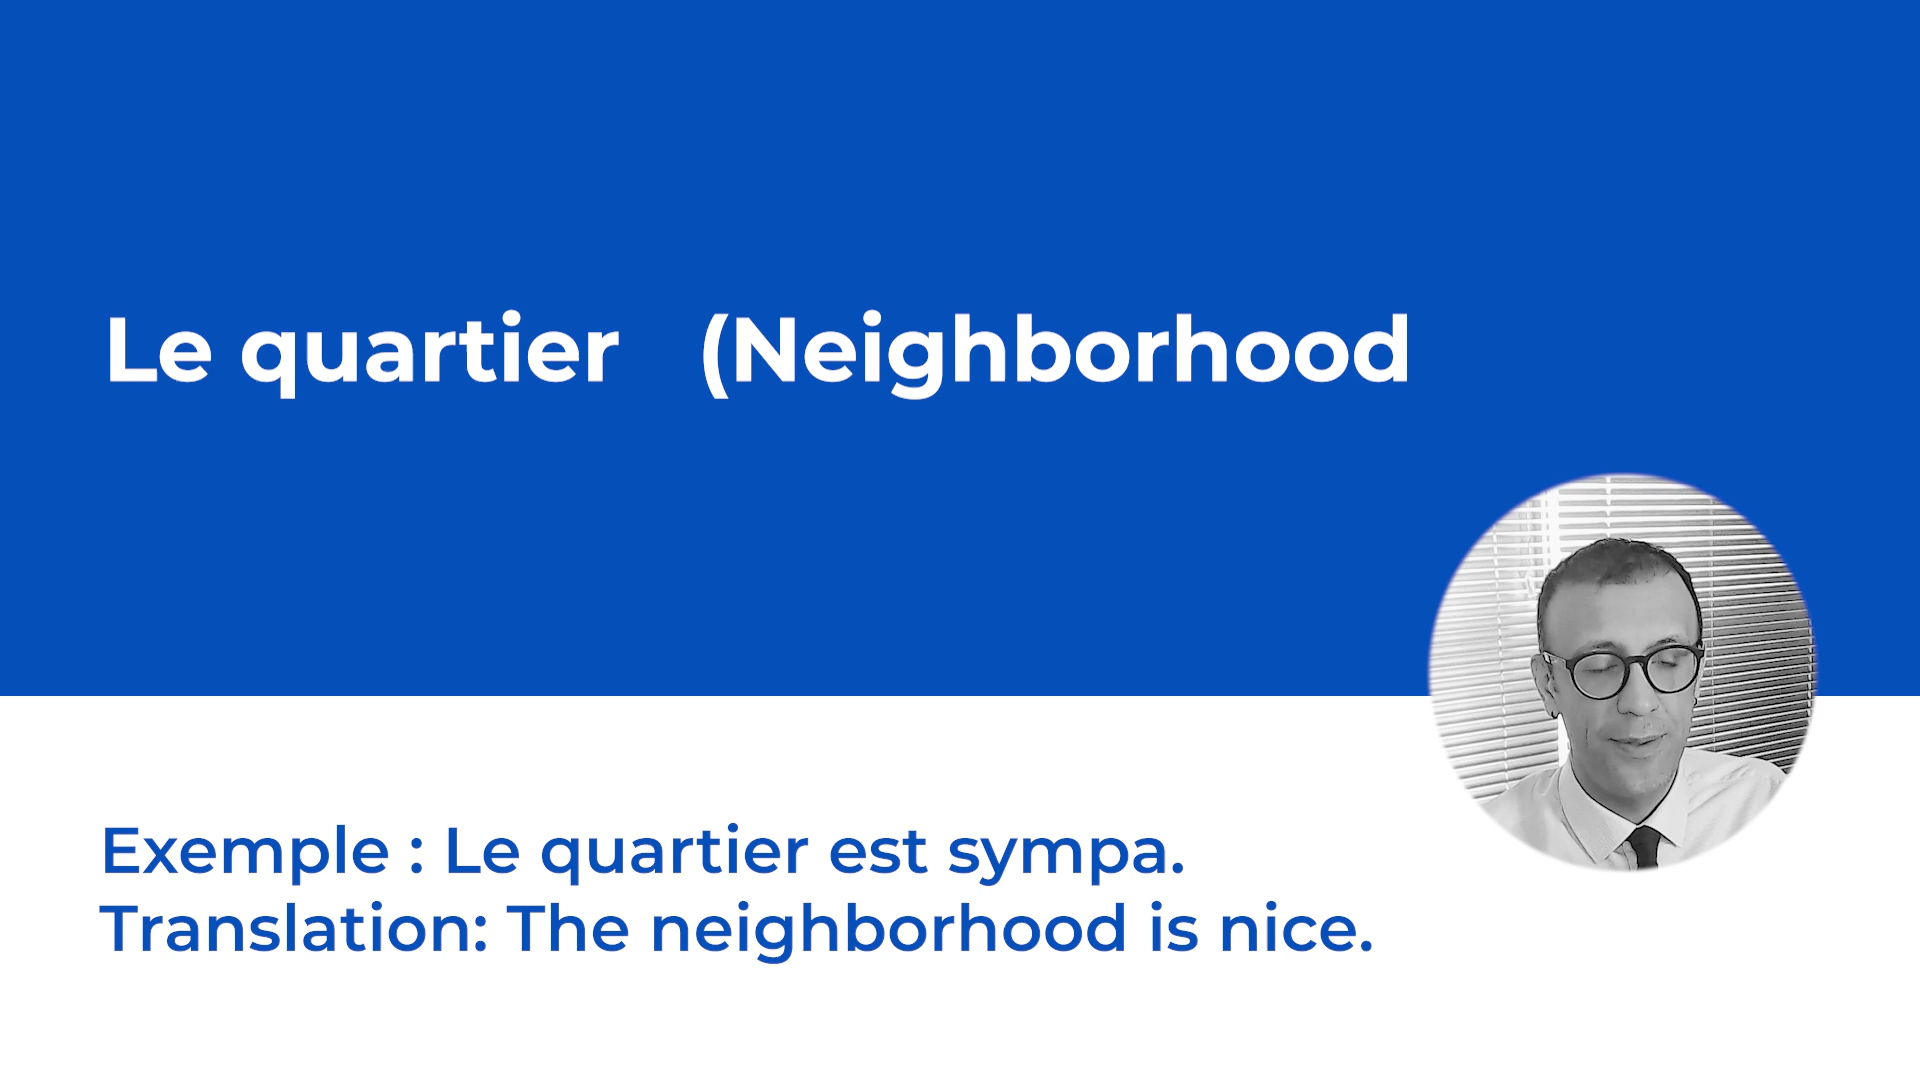 Le quartier (Neighborhood
Exemple : Le quartier est sympa.
Translation: The neighborhood is nice.